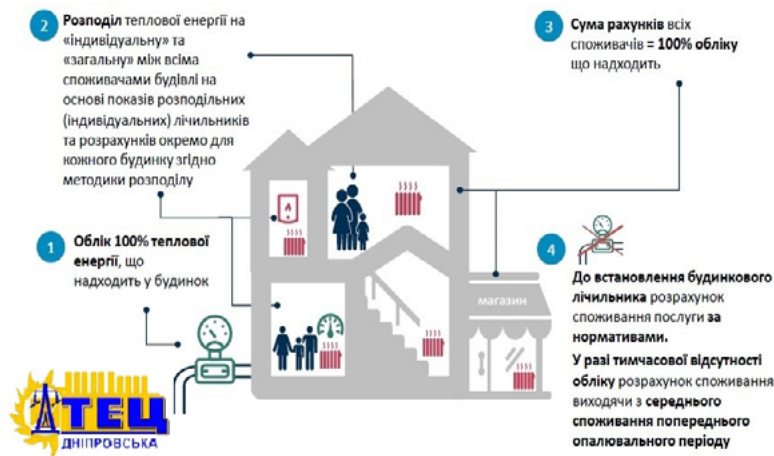 2
Розподіл теплової енергії на
«індивідуальну» та
«загальну» між всіма
споживачами будівлі на
основі показів розподільних
(індивідуальних) лічильників
та розрахунків окремо для
кожного будинку згідно
методики розподілу
3
Сума рахунків всіх
споживачів = 100% обліку
що надходить
1
Облік 100% теплової
енергії, що
надходить у будинок
4
До встановлення будинкового
лічильника розрахунок
споживання послуги за
нормативами.
У разі тимчасової відсутності
обліку розрахунок споживання
виходячи з середнього
споживання попереднього
опалювального періоду
магазин
ДТЕЦ
ДНІПРОВСЬКА